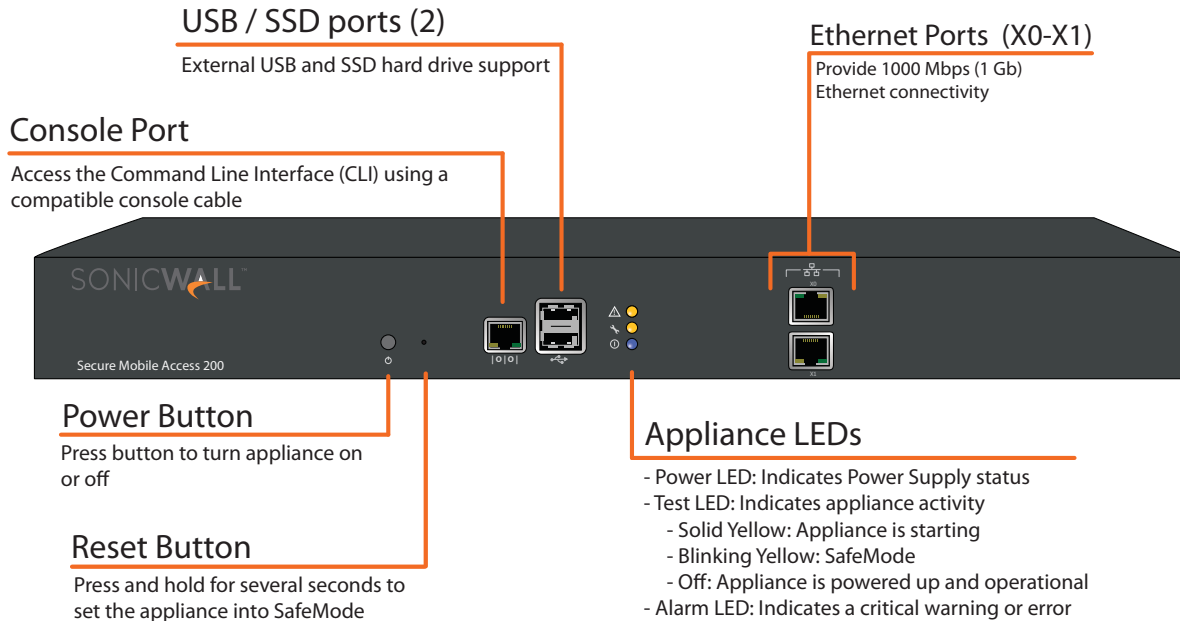 USB / SSD ports (2)
External USB and SSD hard drive support
Ethernet Ports (X0-X1)
Provide 1000 Mbps (1 Gb)
Ethernet connectivity
Console Port
Access the Command Line Interface (CLI) using a
compatible console cable
SONICWALL™
X0
X1
|O|O|
Secure Mobile Access 200
Power Button
Press button to turn appliance on
or off
Reset Button
Press and hold for several seconds to
set the appliance into SafeMode
Appliance LEDs
- Power LED: Indicates Power Supply status
- Test LED: Indicates appliance activity
- Solid Yellow: Appliance is starting
- Blinking Yellow: SafeMode
- Off: Appliance is powered up and operational
- Alarm LED: Indicates a critical warning or error